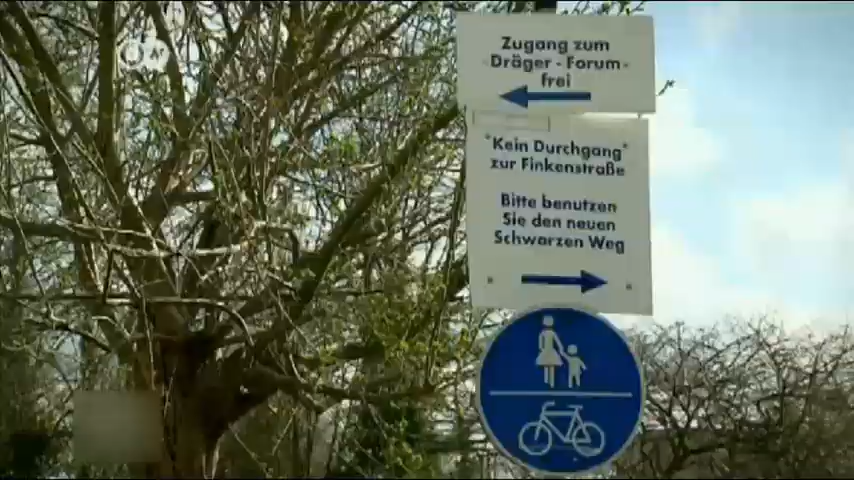 Zugang zum
Dräger - Forum
frei
"Kein Durchgang"
zur Finkenstraße
Bitte benutzen
Sie den neuen
Schwarzen Weg